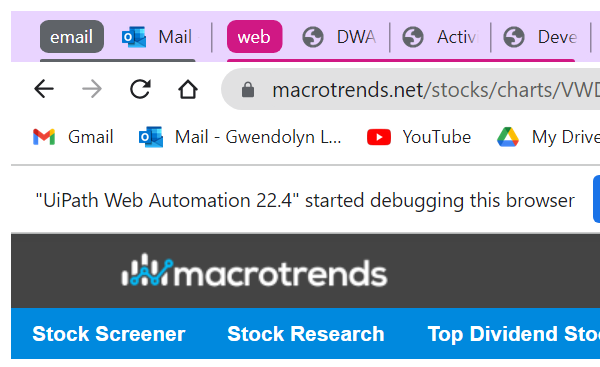 email Mail web DWA Activ Deve
macrotrends.net/stocks/charts/VWD
Gmail Mail - Gwendolyn L... YouTube My Drive
"UiPath Web Automation 22.4" started debugging this browser
macrotrends
Stock Screener Stock Research Top Dividend Sto